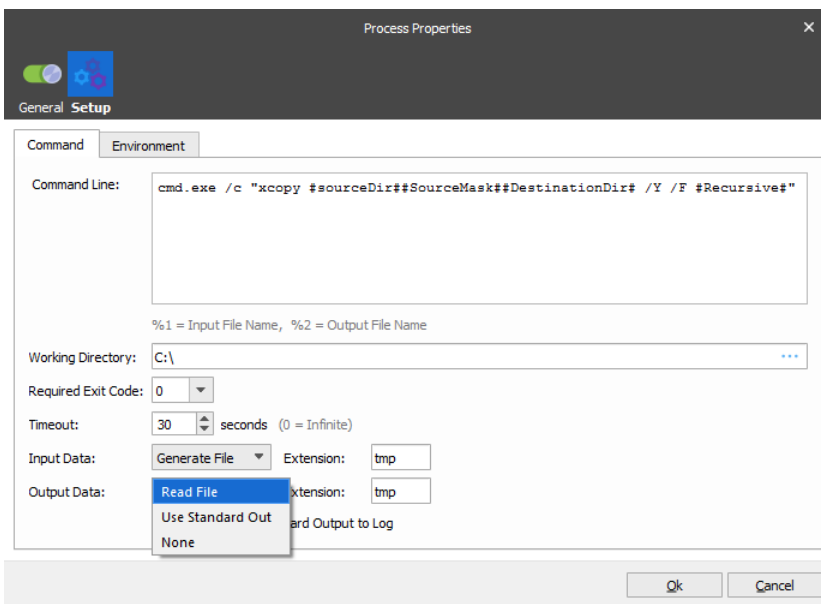 Process Properties
General Setup
Command Environment
Command Line: cmd.exe /c "xcopy #sourceDir##SourceMask##DestinationDir# /Y /F #Recursive#"
%1 = Input File Name, %2 = Output File Name
Working Directory: C:\
Required Exit Code: 0
Timeout: 30 seconds (0 = Infinite)
Input Data: Generate File Extension: tmp
Output Data: Read File xtension: tmp
Use Standard Out
ard Output to Log
None
Ok Cancel